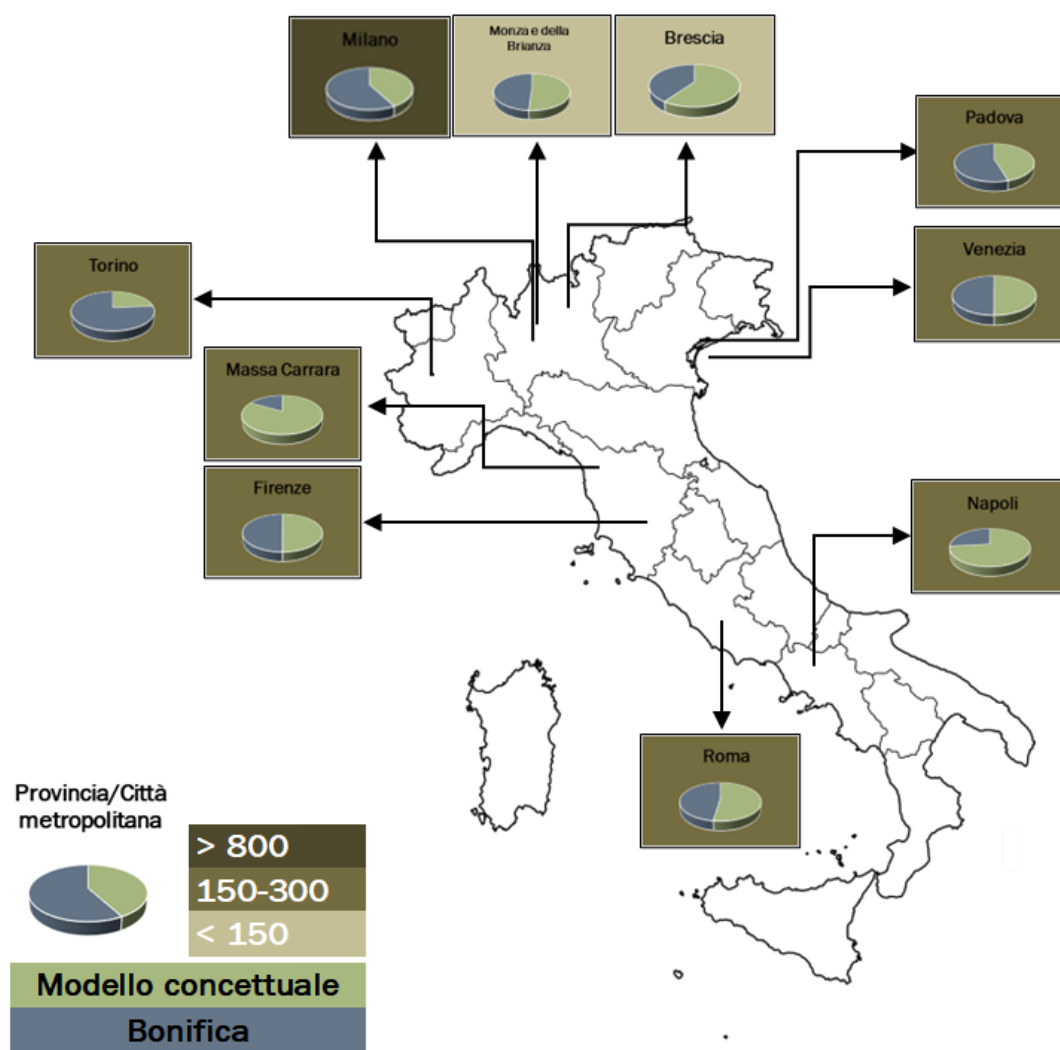 Milano
Monza e della
Brianza
Brescia
Padova
Venezia
Torino
Massa Carrara
Firenze
Napoli
Roma
Provincia/Città
metropolitana
> 800
150-300
< 150
Modello concettuale
Bonifica